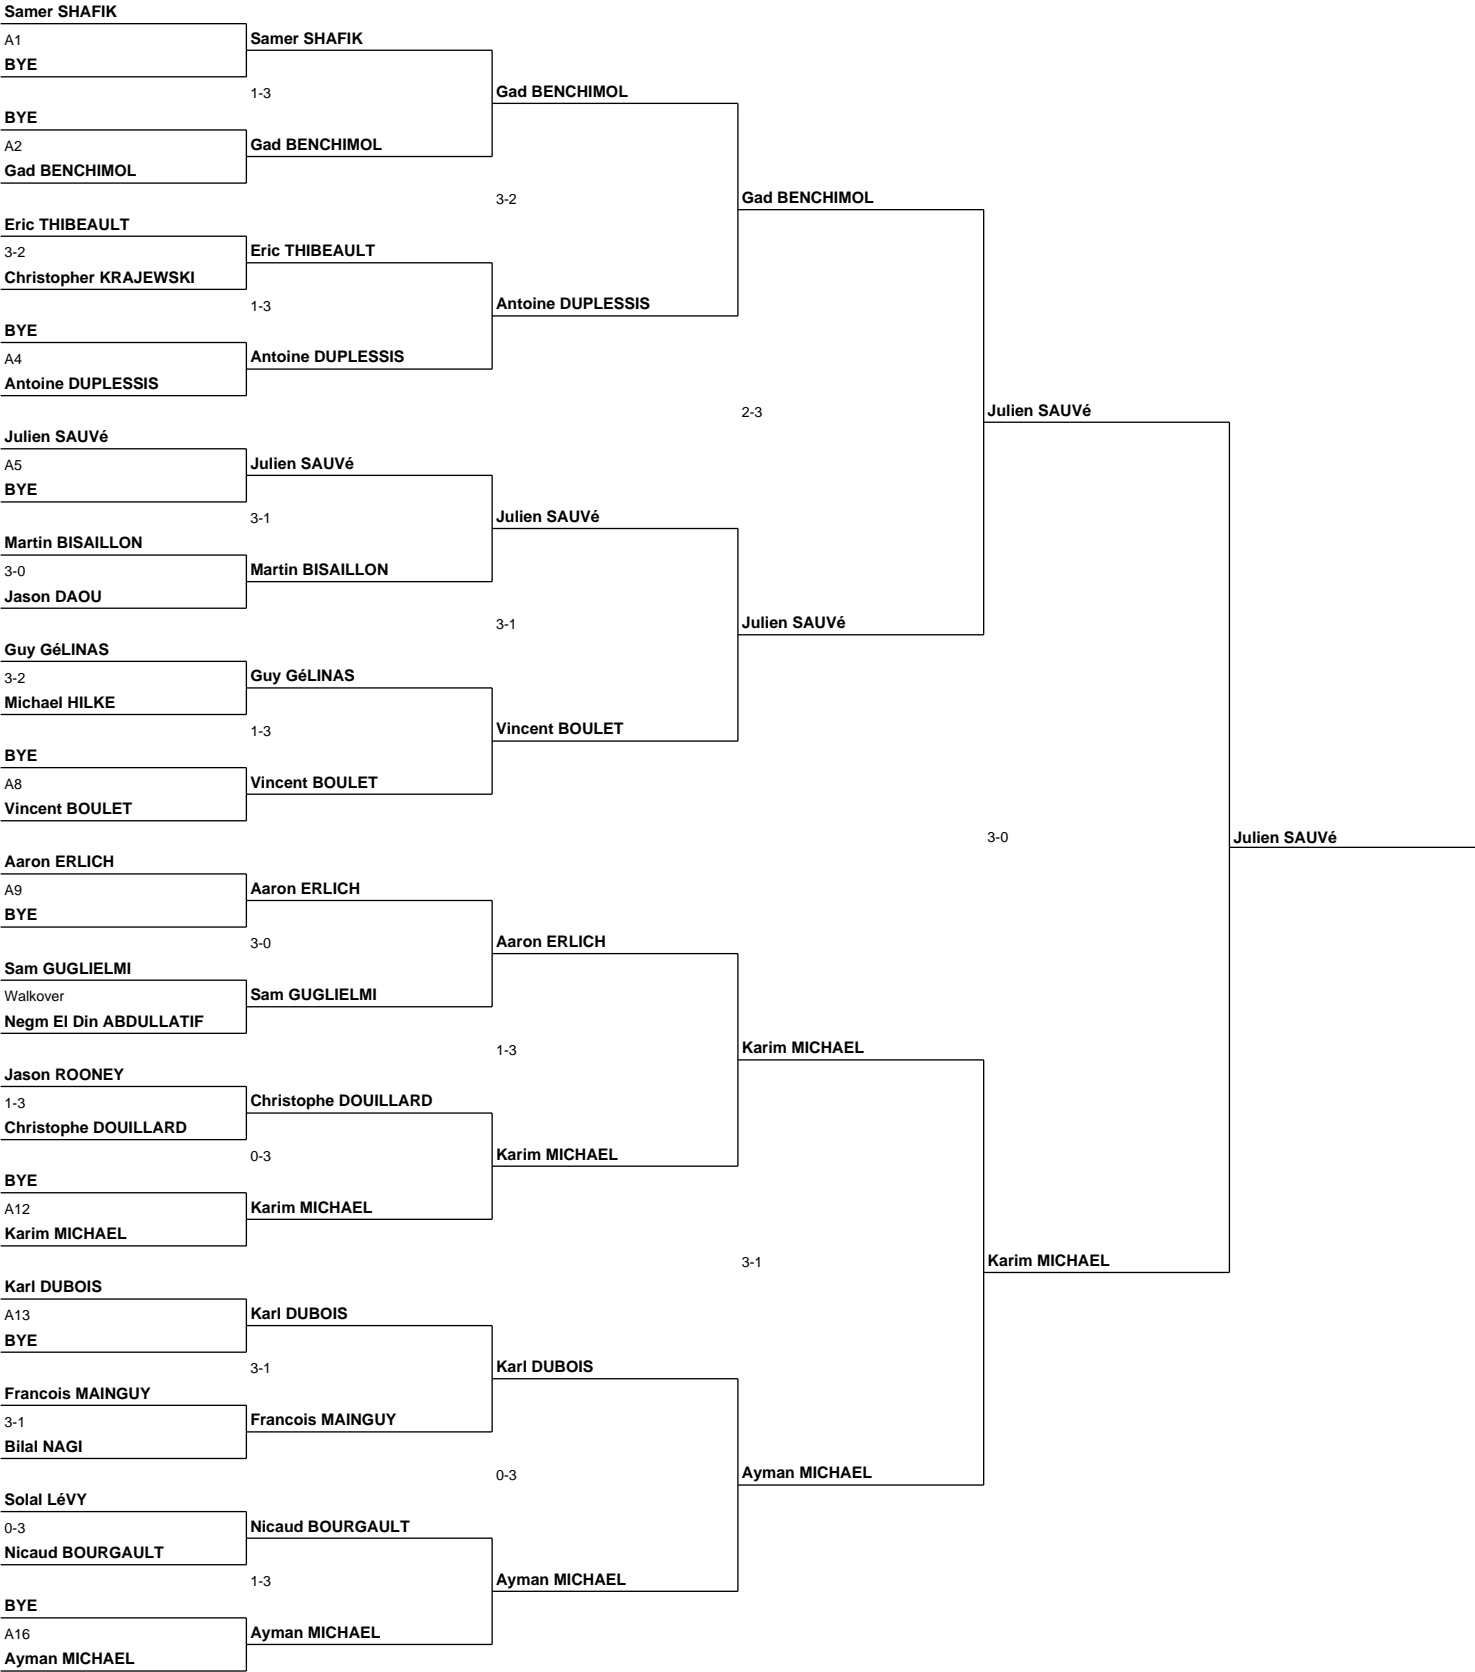 Samer SHAFIK
A1
BYE
Samer SHAFIK
1-3
Gad BENCHIMOL
BYE
A2
Gad BENCHIMOL
Gad BENCHIMOL
3-2
Gad BENCHIMOL
Eric THIBEAULT
3-2
Christopher KRAJEWSKI
Eric THIBEAULT
1-3
Antoine DUPLESSIS
BYE
A4
Antoine DUPLESSIS
Antoine DUPLESSIS
2-3
Julien SAUVé
Julien SAUVé
A5
BYE
Julien SAUVé
3-1
Julien SAUVé
Martin BISAILLON
3-0
Jason DAOU
Martin BISAILLON
3-1
Julien SAUVé
Guy GéLINAS
3-2
Michael HILKE
Guy GéLINAS
1-3
Vincent BOULET
BYE
A8
Vincent BOULET
Vincent BOULET
3-0
Julien SAUVé
Aaron ERLICH
A9
BYE
Aaron ERLICH
3-0
Aaron ERLICH
Sam GUGLIELMI
Walkover
Negm El Din ABDULLATIF
Sam GUGLIELMI
1-3
Karim MICHAEL
Jason ROONEY
1-3
Christophe DOUILLARD
Christophe DOUILLARD
0-3
Karim MICHAEL
BYE
A12
Karim MICHAEL
Karim MICHAEL
3-1
Karim MICHAEL
Karl DUBOIS
A13
BYE
Karl DUBOIS
3-1
Karl DUBOIS
Francois MAINGUY
3-1
Bilal NAGI
Francois MAINGUY
0-3
Ayman MICHAEL
Solal LéVY
0-3
Nicaud BOURGAULT
Nicaud BOURGAULT
1-3
Ayman MICHAEL
BYE
A16
Ayman MICHAEL
Ayman MICHAEL